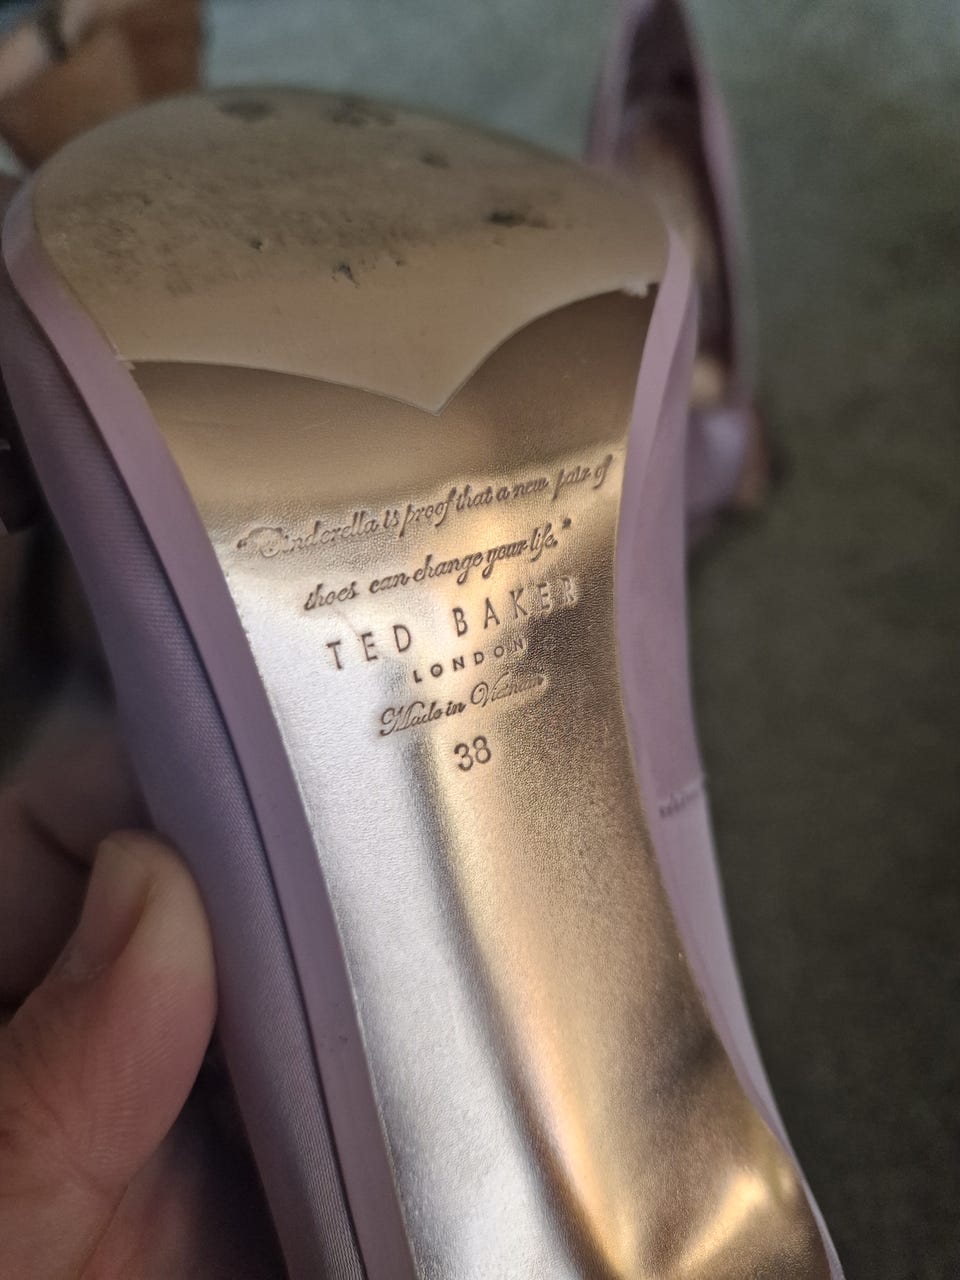 "Cinderella is proof that a new pair of
shoes can change your life."
TED BAKER
LONDON
Made in Vietnam
38